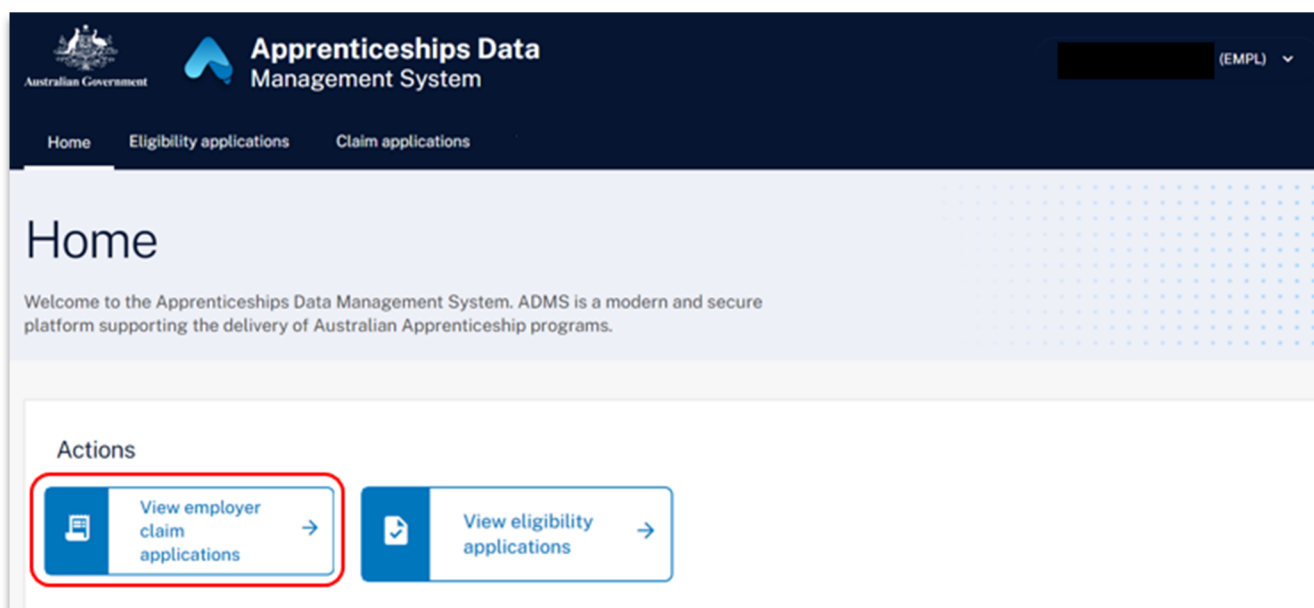 Australian Government
Apprenticeships Data
Management System
(EMPL)
Home
Eligibility applications
Claim applications
Home
Welcome to the Apprenticeships Data Management System. ADMS is a modern and secure
platform supporting the delivery of Australian Apprenticeship programs.
Actions
View employer
claim
applications
View eligibility
applications